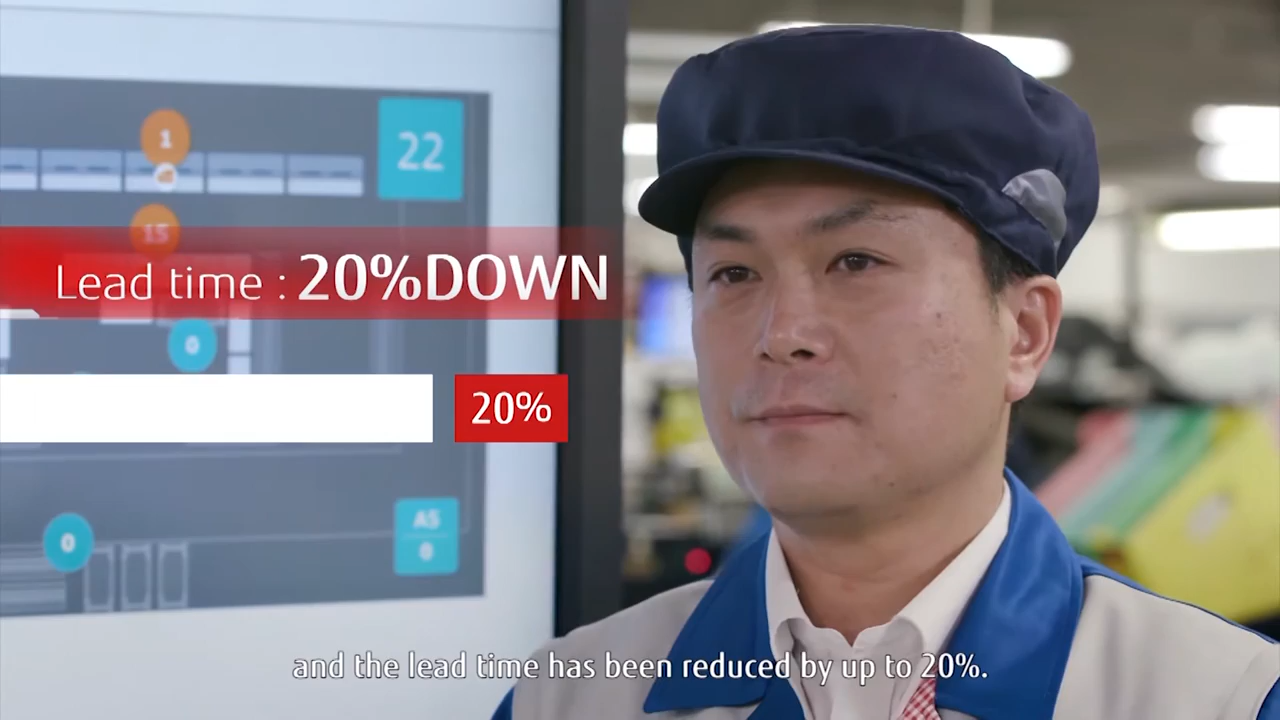 1
22
15
Lead time : 20%DOWN
0
20%
0
A5
0
and the lead time has been reduced by up to 20%.